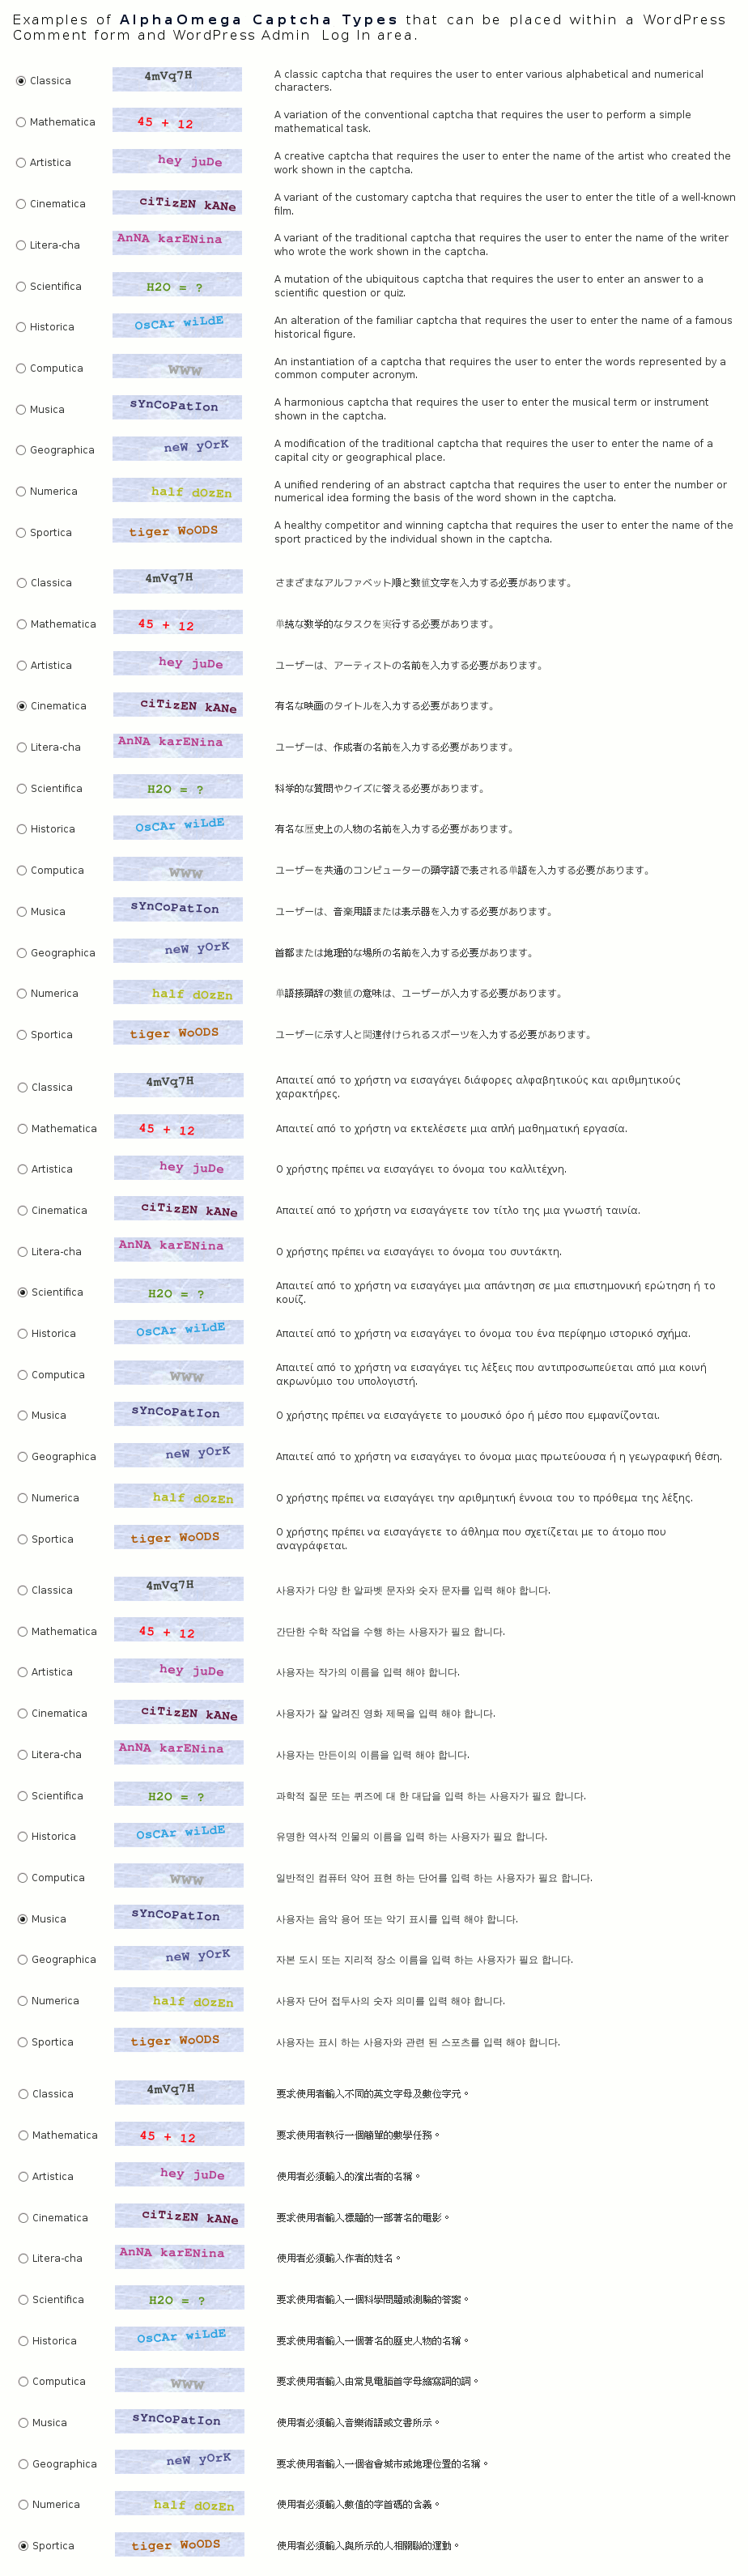 Examples of AlphaOmega Captcha Types that can be placed within a WordPress
Comment form and WordPress Admin Log In area.
Classica 4mVq7H A classic captcha that requires the user to enter various alphabetical and numerical
characters.
Mathematica 45 + 12 A variation of the conventional captcha that requires the user to perform a simple
mathematical task.
Artistica hey juDe A creative captcha that requires the user to enter the name of the artist who created the
work shown in the captcha.
Cinematica ciTizEN kANe A variant of the customary captcha that requires the user to enter the title of a well-known
film.
Litera-cha AnNA karENina A variant of the traditional captcha that requires the user to enter the name of the writer
who wrote the work shown in the captcha.
Scientifica H2O = ? A mutation of the ubiquitous captcha that requires the user to enter an answer to a
scientific question or quiz.
Historica OsCAr wiLdE An alteration of the familiar captcha that requires the user to enter the name of a famous
historical figure.
Computica WWW An instantiation of a captcha that requires the user to enter the words represented by a
common computer acronym.
Musica sYnCoPatIon A harmonious captcha that requires the user to enter the musical term or instrument
shown in the captcha.
Geographica neW yOrK A modification of the traditional captcha that requires the user to enter the name of a
capital city or geographical place.
Numerica half dOzEn A unified rendering of an abstract captcha that requires the user to enter the number or
numerical idea forming the basis of the word shown in the captcha.
Sportica tiger WoODS A healthy competitor and winning captcha that requires the user to enter the name of the
sport practiced by the individual shown in the captcha.
Classica 4mVq7H さまざまなアルファベット順と数値文字を入力する必要があります。
Mathematica 45 + 12 单純な数学的なタスクを実行する必要があります。
Artistica hey juDe ユーザーは、アーティストの名前を入力する必要があります。
Cinematica ciTizEN kANe 有名な映画のタイトルを入力する必要があります。
Litera-cha AnNA karENina ユーザーは、作成者の名前を入力する必要があります。
Scientifica H2O = ? 科学的な質問やクイズに答える必要があります。
Historica OsCAr wiLdE 有名な歴史上の人物の名前を入力する必要があります。
Computica WWW ユーザーを共通のコンピューターの頭字語で表される单語を入力する必要があります。
Musica sYnCoPatIon ユーザーは、音楽用語または表示器を入力する必要があります。
Geographica neW yOrK 首都または地理的な場所の名前を入力する必要があります。
Numerica half dOzEn 单語接頭辞の数値の意味は、ユーザーが入力する必要があります。
Sportica tiger WoODS ユーザーに示す人と関連付けられるスポーツを入力する必要があります。
Classica 4mVq7H Απαιτεί από το χρήστη να εισαγάγει διάφορες αλφαβητικούς και αριθμητικούς
χαρακτήρες.
Mathematica 45 + 12 Απαιτεί από το χρήστη να εκτελέσετε μια απλή μαθηματική εργασία.
Artistica hey juDe Ο χρήστης πρέπει να εισαγάγει το όνομα του καλλιτέχνη.
Cinematica ciTizEN kANe Απαιτεί από το χρήστη να εισαγάγετε τον τίτλο της μια γνωστή ταινία.
Litera-cha AnNA karENina Ο χρήστης πρέπει να εισαγάγει το όνομα του συντάκτη.
Scientifica H2O = ? Απαιτεί από το χρήστη να εισαγάγει μια απάντηση σε μια επιστημονική ερώτηση ή το
κουίζ.
Historica OsCAr wiLdE Απαιτεί από το χρήστη να εισαγάγει το όνομα του ένα περίφημο ιστορικό σχήμα.
Computica WWW Απαιτεί από το χρήστη να εισαγάγει τις λέξεις που αντιπροσωπεύεται από μια κοινή
ακρωνύμιο του υπολογιστή.
Musica sYnCoPatIon Ο χρήστης πρέπει να εισαγάγετε το μουσικό όρο ή μέσο που εμφανίζονται.
Geographica neW yOrK Απαιτεί από το χρήστη να εισαγάγει το όνομα μιας πρωτεύουσα ή η γεωγραφική θέση.
Numerica half dOzEn Ο χρήστης πρέπει να εισαγάγει την αριθμητική έννοια του το πρόθεμα της λέξης.
Sportica tiger WoODS Ο χρήστης πρέπει να εισαγάγετε το άθλημα που σχετίζεται με το άτομο που
αναγράφεται.
Classica 4mVq7H 사용자가 다양 한 알파벳 문자와 숫자 문자를 입력 해야 합니다.
Mathematica 45 + 12 간단한 수학 작업을 수행 하는 사용자가 필요 합니다.
Artistica hey juDe 사용자는 작가의 이름을 입력 해야 합니다.
Cinematica ciTizEN kANe 사용자가 잘 알려진 영화 제목을 입력 해야 합니다.
Litera-cha AnNA karENina 사용자는 만든이의 이름을 입력 해야 합니다.
Scientifica H2O = ? 과학적 질문 또는 퀴즈에 대 한 대답을 입력 하는 사용자가 필요 합니다.
Historica OsCAr wiLdE 유명한 역사적 인물의 이름을 입력 하는 사용자가 필요 합니다.
Computica WWW 일반적인 컴퓨터 약어 표현 하는 단어를 입력 하는 사용자가 필요 합니다.
Musica sYnCoPatIon 사용자는 음악 용어 또는 악기 표시를 입력 해야 합니다.
Geographica neW yOrK 자본 도시 또는 지리적 장소 이름을 입력 하는 사용자가 필요 합니다.
Numerica half dOzEn 사용자 단어 접두사의 숫자 의미를 입력 해야 합니다.
Sportica tiger WoODS 사용자는 표시 하는 사용자와 관련 된 스포츠를 입력 해야 합니다.
Classica 4mVq7H 要求使用者輸入不同的英文字母及數位字元。
Mathematica 45 + 12 要求使用者執行一個簡單的數學任務。
Artistica hey juDe 使用者必須輸入的演出者的名稱。
Cinematica ciTizEN kANe 要求使用者輸入標題的一部著名的電影。
Litera-cha AnNA karENina 使用者必須輸入作者的姓名。
Scientifica H2O = ? 要求使用者輸入一個科學問題或測驗的答案。
Historica OsCAr wiLdE 要求使用者輸入一個著名的歷史人物的名稱。
Computica WWW 要求使用者輸入由常見電腦首字母縮寫詞的詞。
Musica sYnCoPatIon 使用者必須輸入音樂術語或文書所示。
Geographica neW yOrK 要求使用者輸入一個省會城市或地理位置的名稱。
Numerica half dOzEn 使用者必須輸入數值的字首碼的含義。
Sportica tiger WoODS 使用者必須輸入與所示的人相關聯的運動。